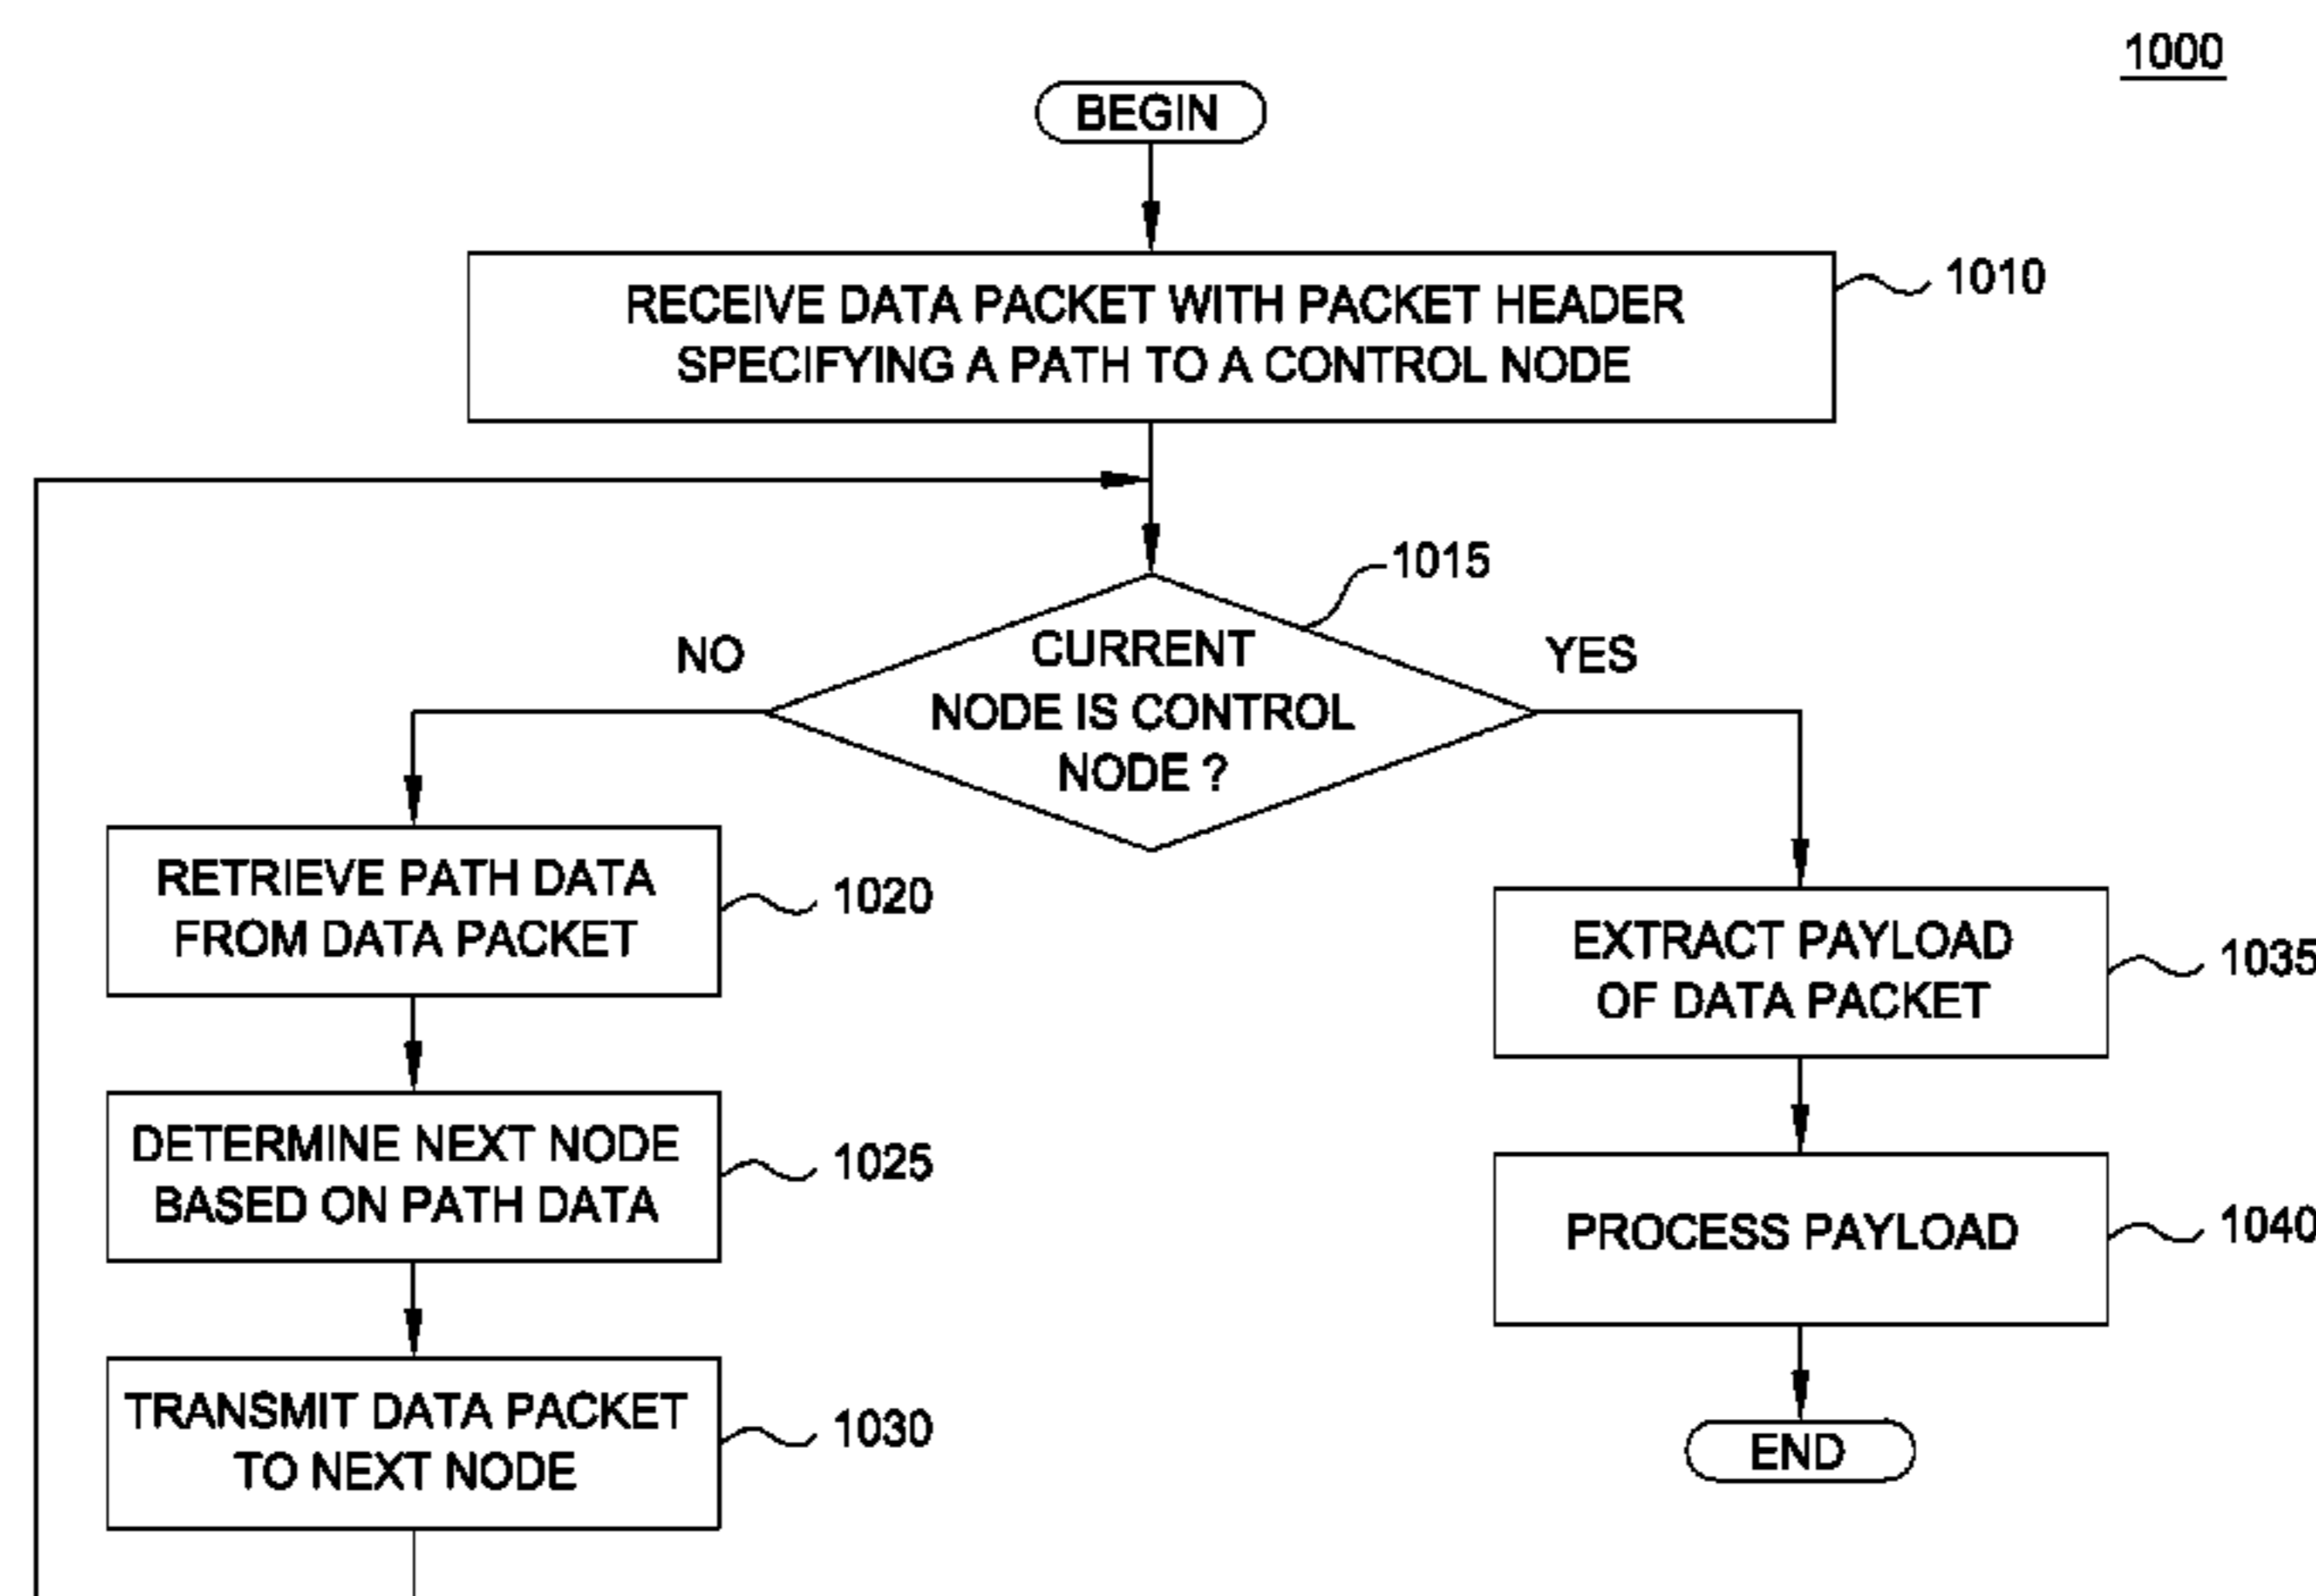 1000
BEGIN
RECEIVE DATA PACKET WITH PACKET HEADER
SPECIFYING A PATH TO A CONTROL NODE
1010
1015
CURRENT
NODE IS CONTROL
NODE ?
NO
YES
RETRIEVE PATH DATA
FROM DATA PACKET
1020
DETERMINE NEXT NODE
BASED ON PATH DATA
1025
TRANSMIT DATA PACKET
TO NEXT NODE
1030
EXTRACT PAYLOAD
OF DATA PACKET
1035
PROCESS PAYLOAD
1040
END